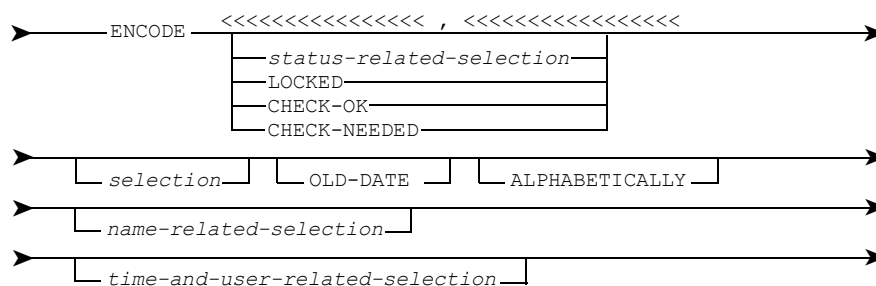 <<<<<<<<<<<<<<<< , <<<<<<<<<<<<<<<<<
ENCODE
status-related-selection
LOCKED
CHECK-OK
CHECK-NEEDED
selection OLD-DATE ALPHABETICALLY
name-related-selection
time-and-user-related-selection